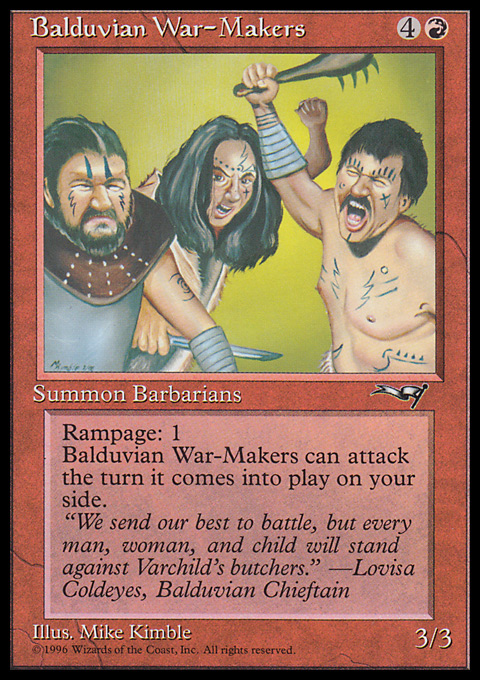 Balduvian War-Makers 4
Summon Barbarians
Rampage: 1
Balduvian War-Makers can attack
the turn it comes into play on your
side.
“We send our best to battle, but every
man, woman, and child will stand
against Varchild's butchers.” —Lovisa
Coldeyes, Balduvian Chieftain
Illus. Mike Kimble
©1996 Wizards of the Coast, Inc. All rights reserved.
3/3